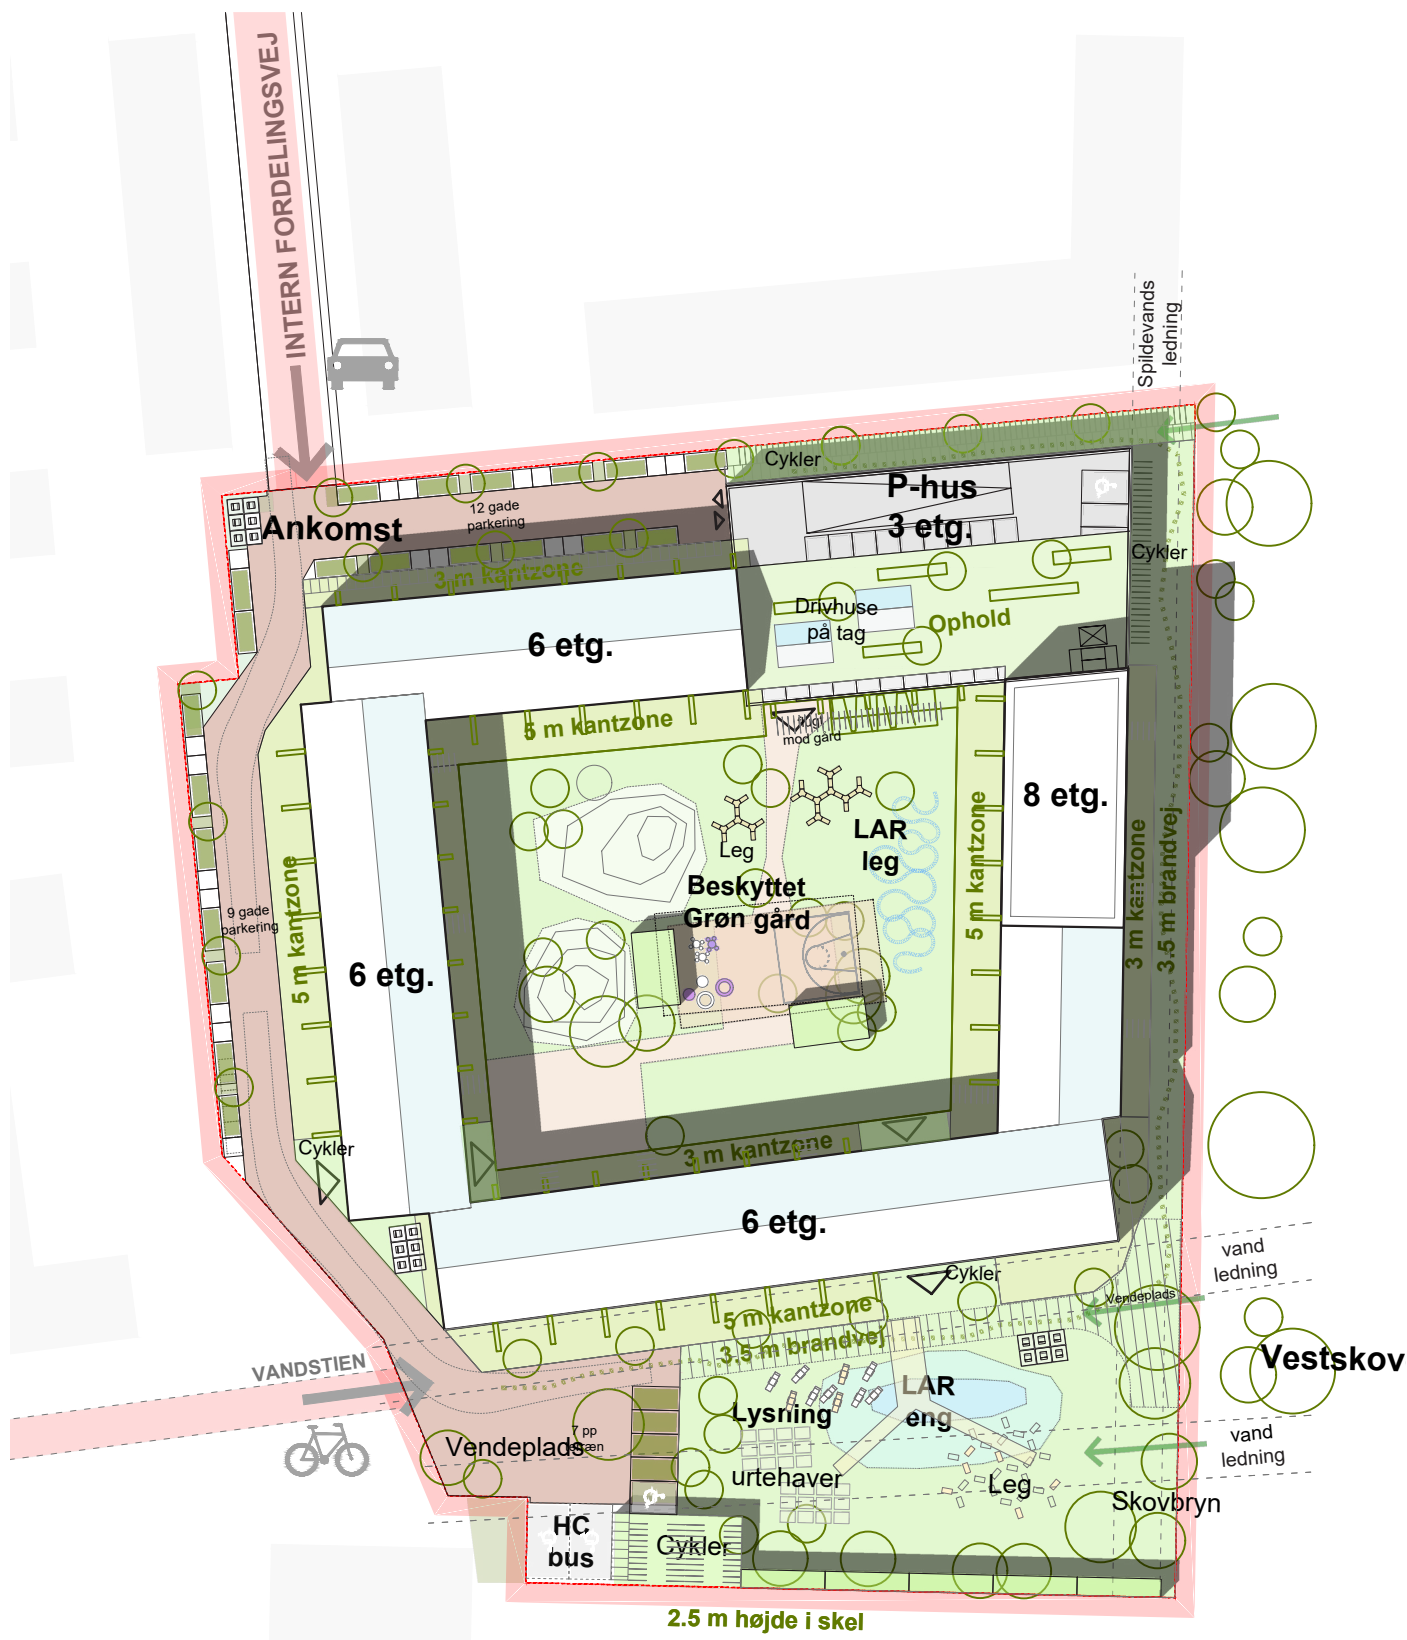 INTERN FORDELINGSVEJ
Spildevands
ledning
Cykler
P-hus
3 etg.
12 gade
parkering
Ankomst
Cykler
3 m kantzone
Drivhuse
på tag
Ophold
6 etg.
5 m kantzone
mod gård
8 etg.
LAR
leg
Leg
Beskyttet
Grøn gård
5 m kantzone
3 m kantzone
3.5 m brandvej
5 m kantzone
9 gade
parkering
6 etg.
Cykler
3 m kantzone
6 etg.
vand
ledning
Cykler
Vendeplads
5 m kantzone
3.5 m brandvej
VANDSTIEN
Vestskov
LAR
eng
Lysning
7 pp
Vendeplads
vand
ledning
urtehaver
Leg
Skovbryn
HC
bus
Cykler
2.5 m højde i skel